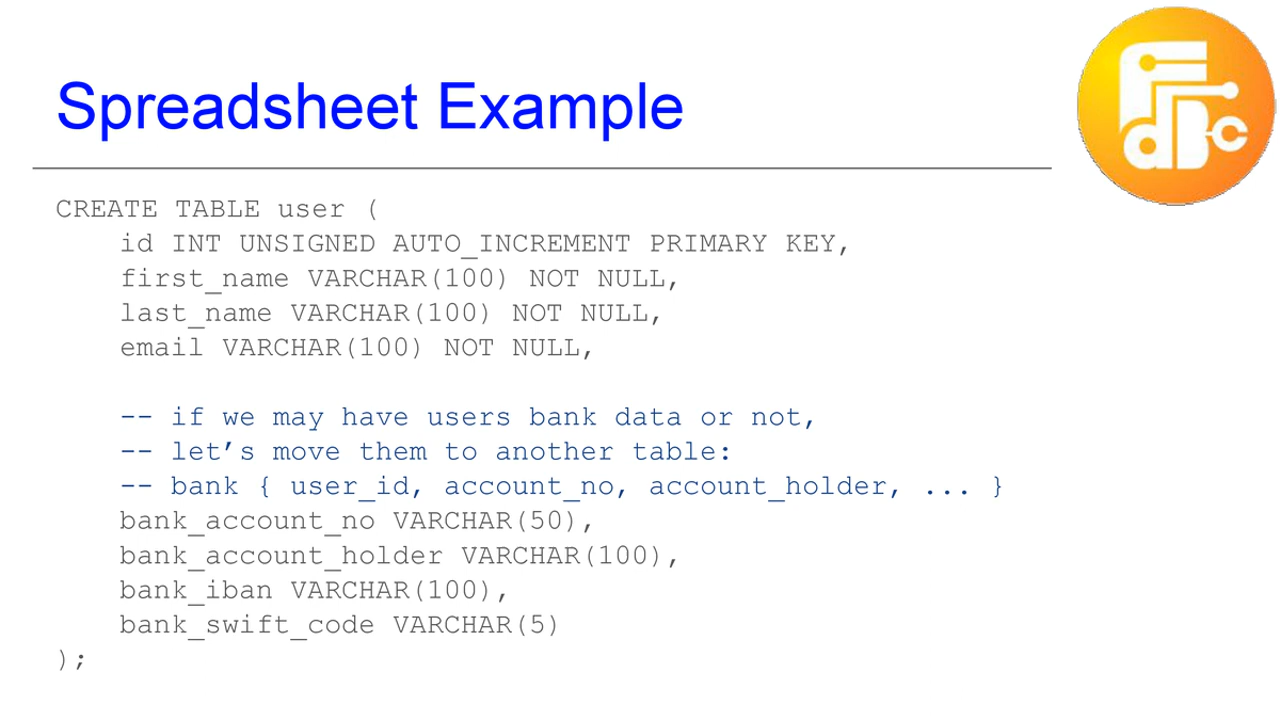 Spreadsheet Example
CREATE TABLE user (
id INT UNSIGNED AUTO_INCREMENT PRIMARY KEY,
first_name VARCHAR(100) NOT NULL,
last_name VARCHAR(100) NOT NULL,
email VARCHAR(100) NOT NULL,
-- if we may have users bank data or not,
-- let’s move them to another table:
-- bank { user_id, account_no, account_holder, ... }
bank_account_no VARCHAR(50),
bank_account_holder VARCHAR(100),
bank_iban VARCHAR(100),
bank_swift_code VARCHAR(5)
);